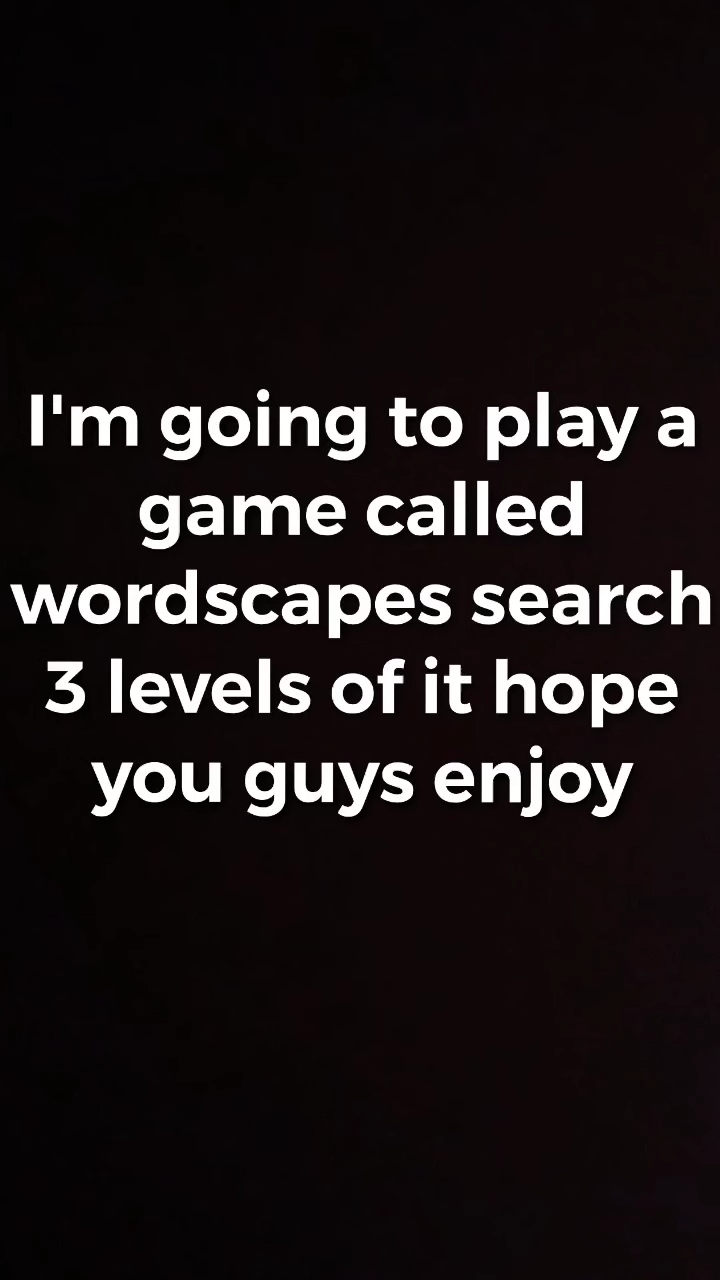 I'm going to play a
game called
wordscapes search
3 levels of it hope
you guys enjoy